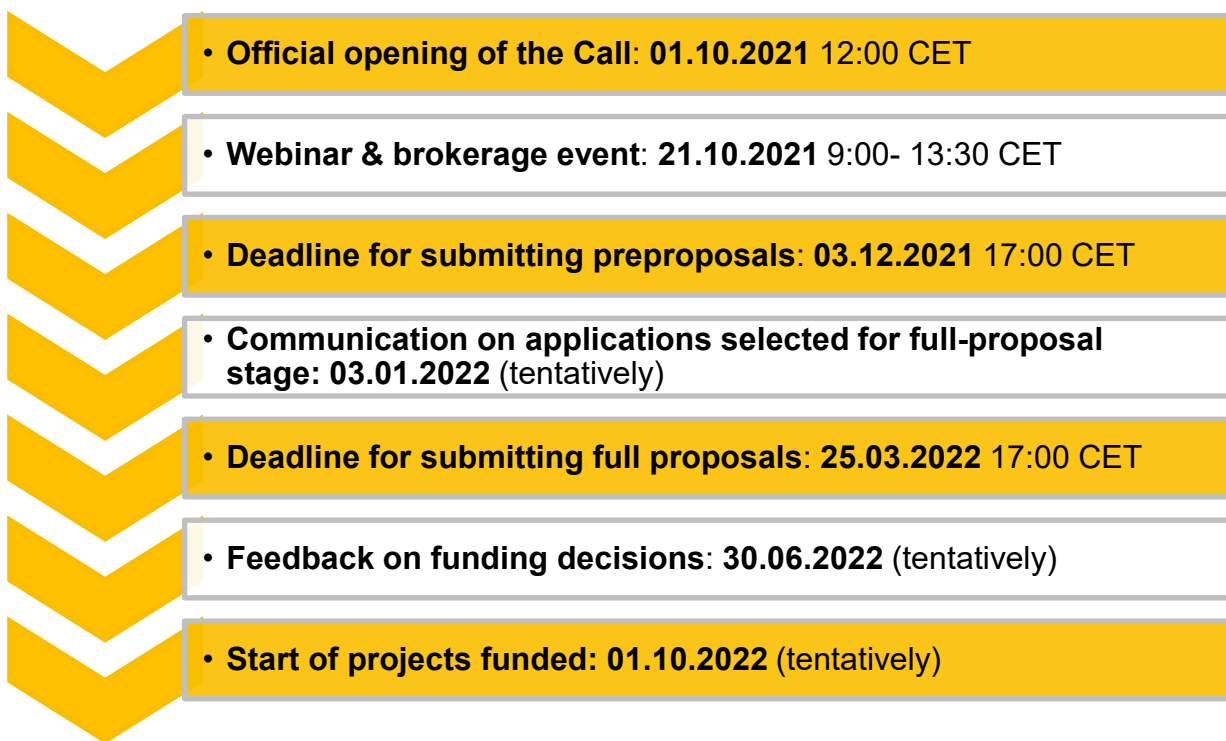 • Official opening of the Call: 01.10.2021 12:00 CET
• Webinar & brokerage event: 21.10.2021 9:00- 13:30 CET
• Deadline for submitting preproposals: 03.12.2021 17:00 CET
• Communication on applications selected for full-proposal
stage: 03.01.2022 (tentatively)
• Deadline for submitting full proposals: 25.03.2022 17:00 CET
• Feedback on funding decisions: 30.06.2022 (tentatively)
• Start of projects funded: 01.10.2022 (tentatively)